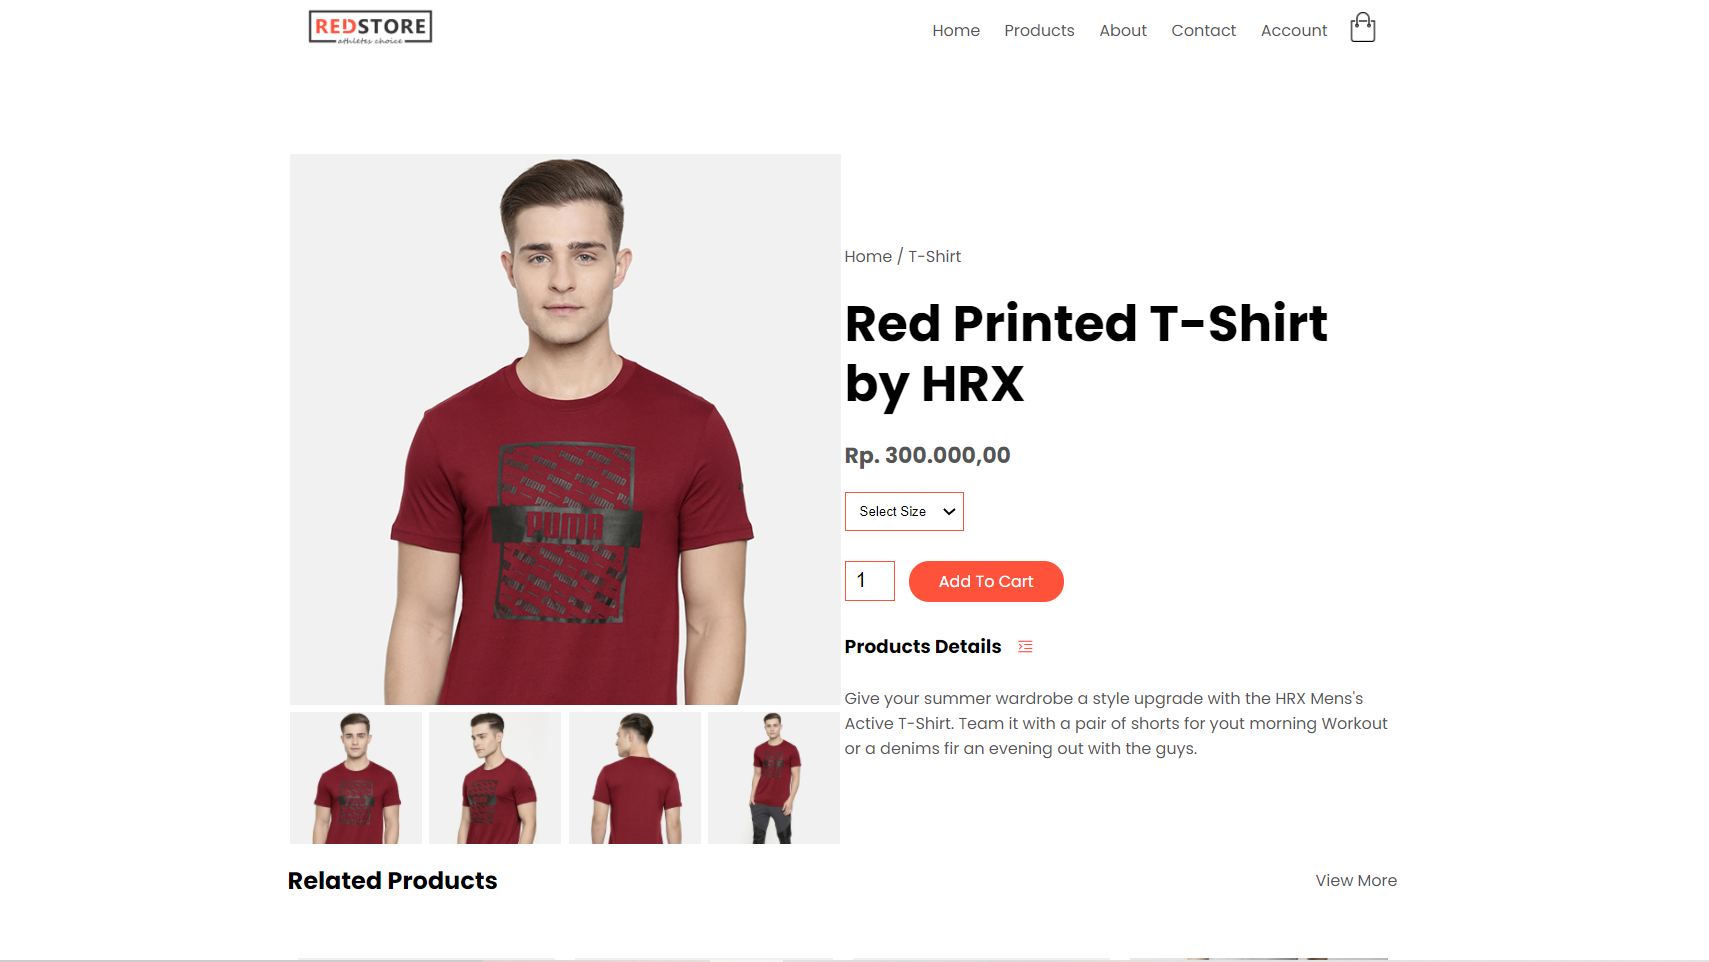 REDSTORE
athletes choice
Home Products About Contact Account
Home / T-Shirt
Red Printed T-Shirt
by HRX
Rp. 300.000,00
Select Size
1
Add To Cart
Products Details
Give your summer wardrobe a style upgrade with the HRX Mens's
Active T-Shirt. Team it with a pair of shorts for yout morning Workout
or a denims fir an evening out with the guys.
PUMA
Related Products
View More